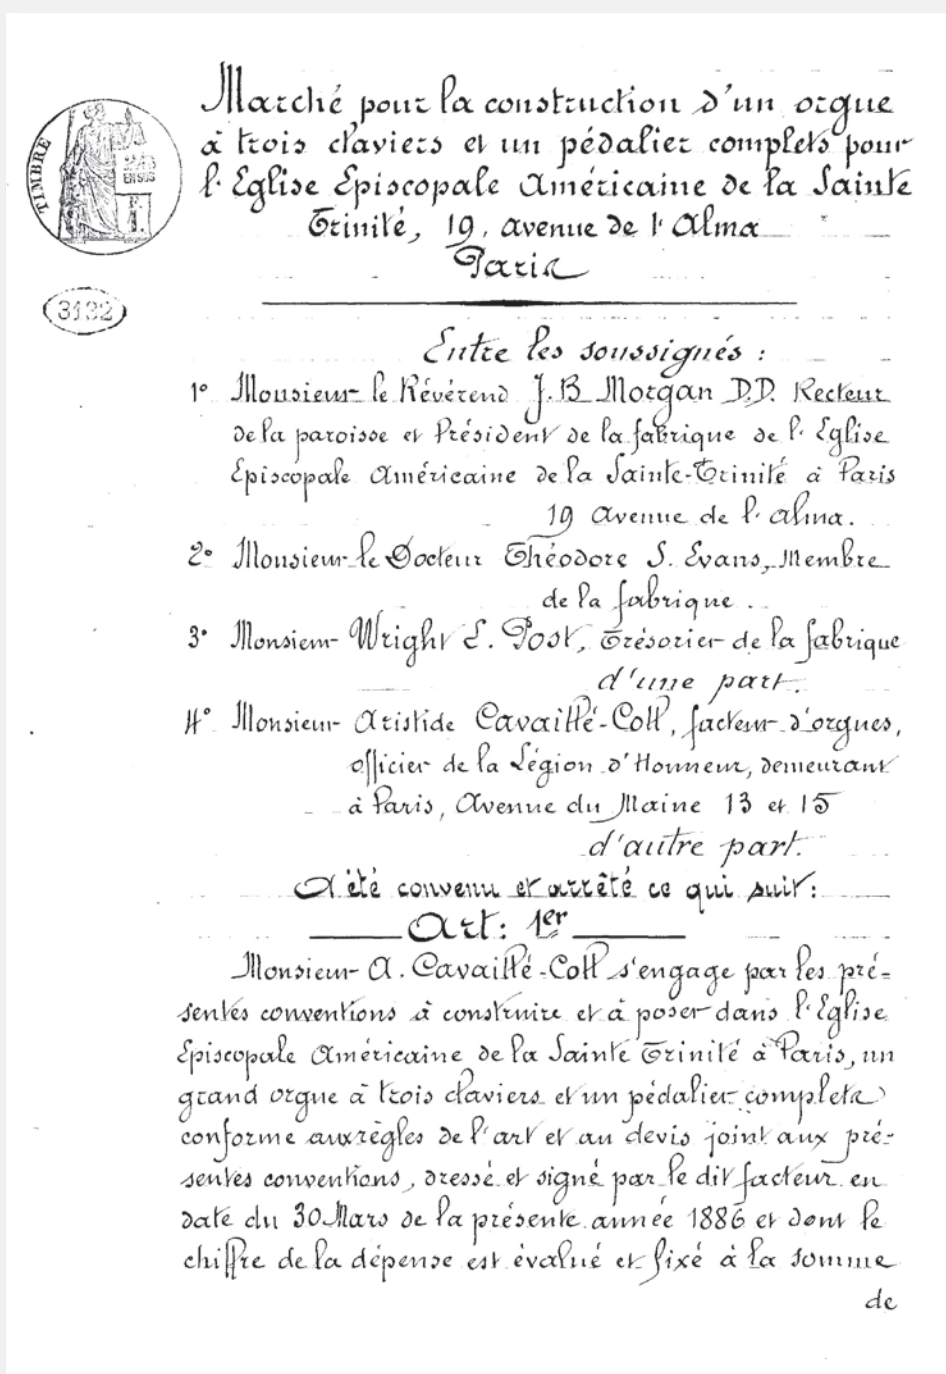 Marché pour la construction d'un orgue
à trois claviers et un pédalier complets pour
l'Eglise Episcopale Américaine de la Sainte
Trinité, 19, avenue de l'Alma
Paris
TIMBRE
3132
Entre les soussignés :
1° Monsieur le Révérend J. B Morgan D.D. Recteur
de la paroisse et Président de la fabrique de l'Eglise
Episcopale Américaine de la Sainte-Trinité à Paris
19 avenue de l'alma.
2° Monsieur le Docteur Théodore S. Evans, Membre
de la fabrique.
3° Monsieur Wright E. Post, Trésorier de la fabrique
d'une part.
4° Monsieur Aristide Cavaillé-Coll, facteur d'orgues,
officier de la Légion d'Honneur, demeurant
à Paris, Avenue du Maine 13 et 15
d'autre part.
A été convenu et arrêté ce qui suit :
Art: 1er
Monsieur A. Cavaillé-Coll s'engage par les pré-
sentes conventions à construire et à poser dans l'Eglise
Episcopale Américaine de la Sainte Trinité à Paris, un
grand orgue à trois claviers et un pédalier complets
conforme aux règles de l'art et au devis joint aux pré-
sentes conventions, dressé et signé par le dit facteur en
date du 30 Mars de la présente année 1886 et dont le
chiffre de la dépense est évalué et fixé à la somme
de